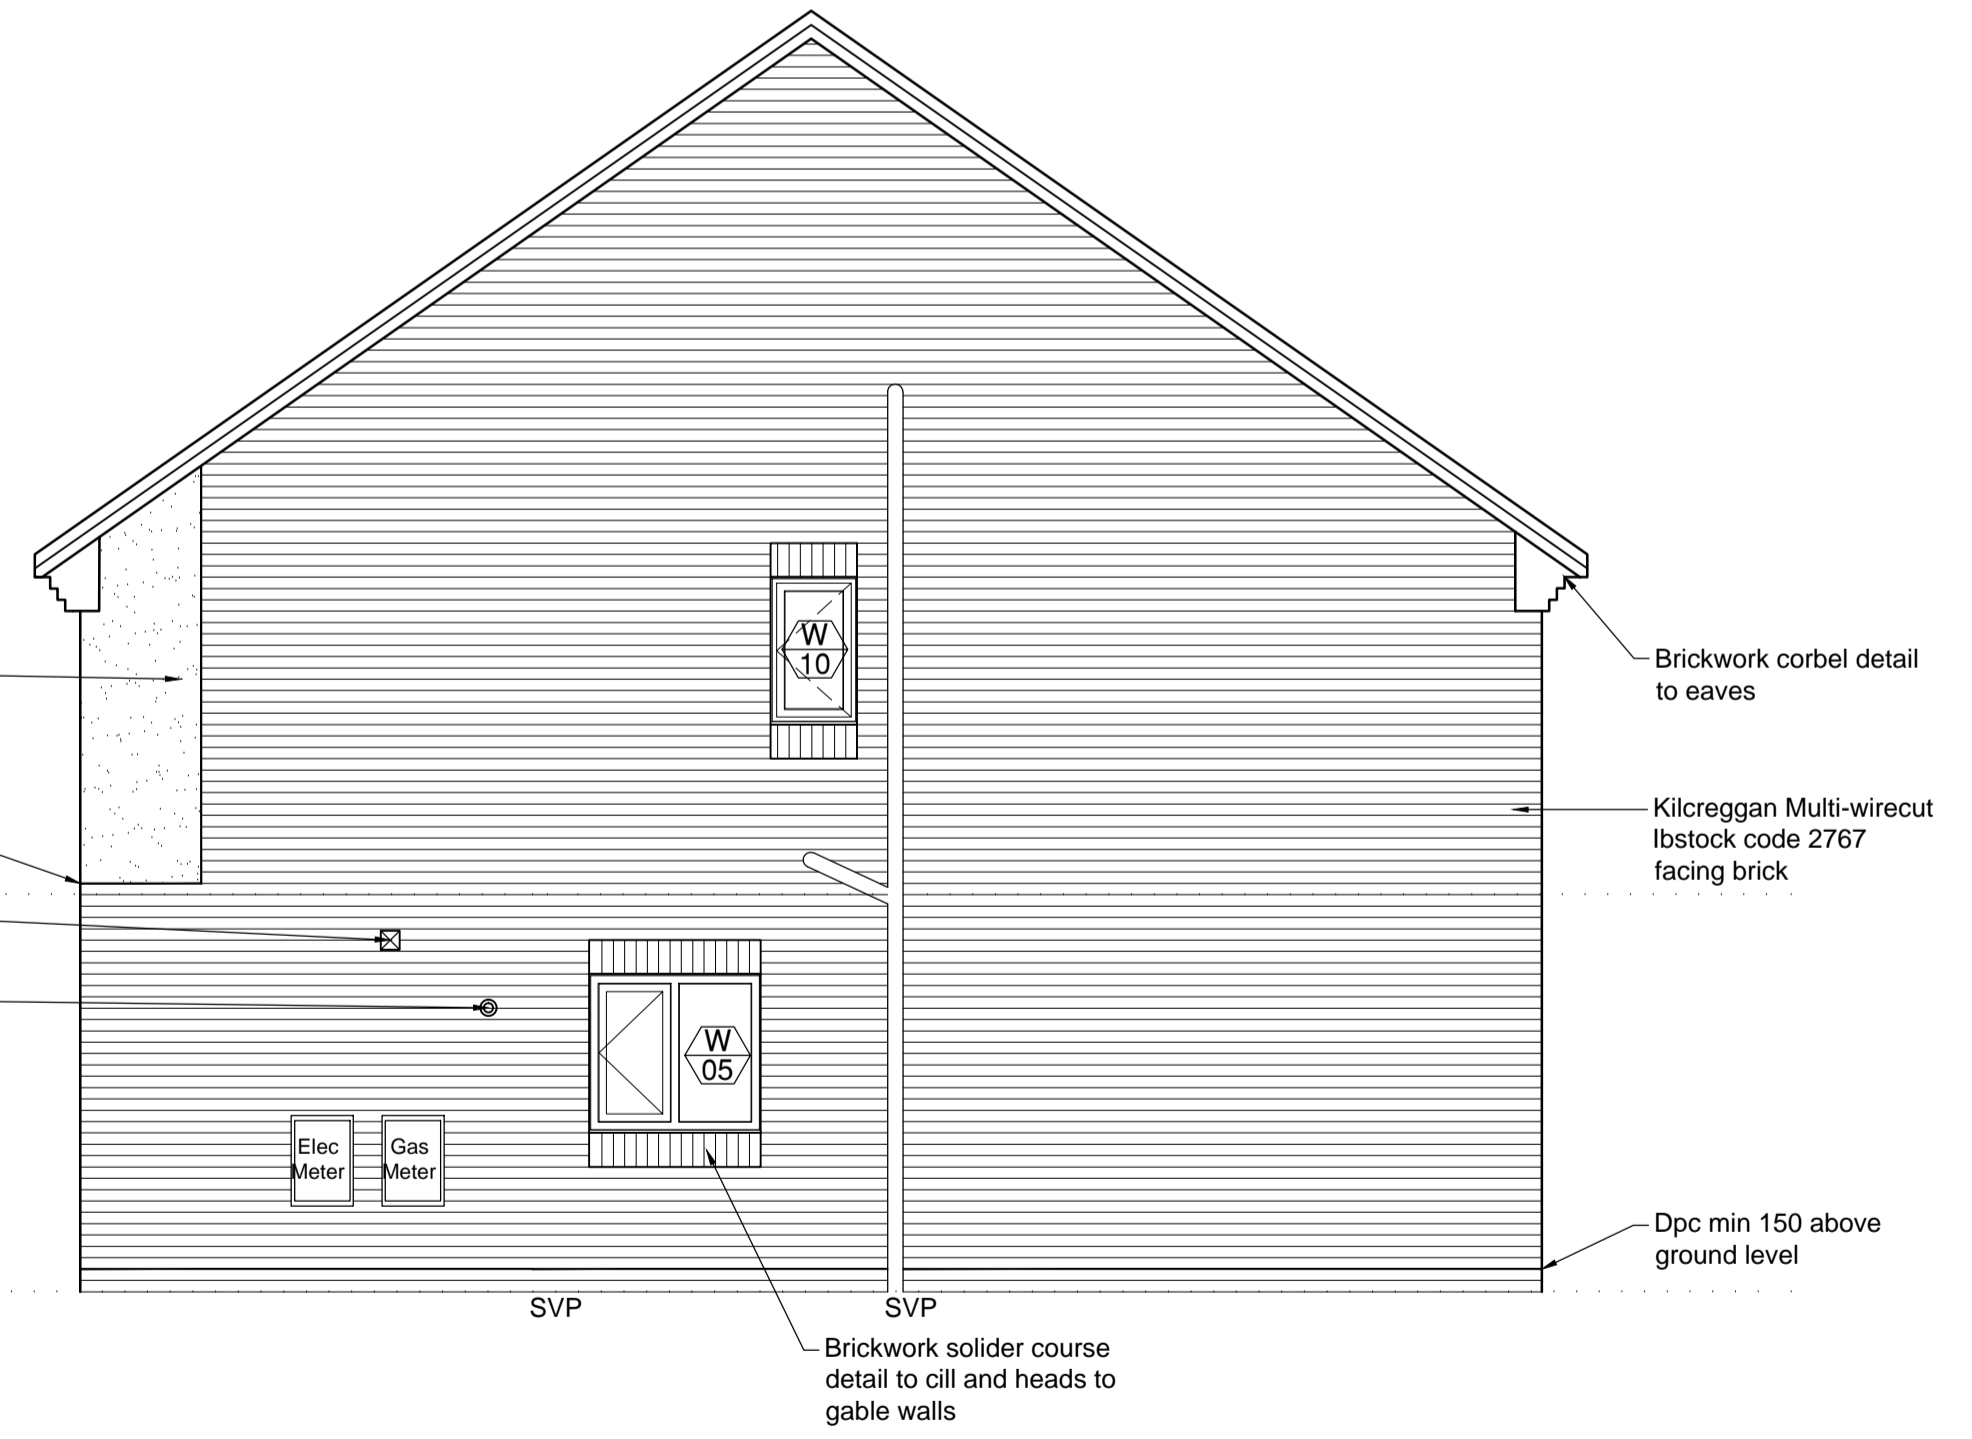 W
10
Brickwork corbel detail
to eaves
Kilcreggan Multi-wirecut
Ibstock code 2767
facing brick
W
05
Elec
Meter
Gas
Meter
Dpc min 150 above
ground level
SVP
SVP
Brickwork solider course
detail to cill and heads to
gable walls